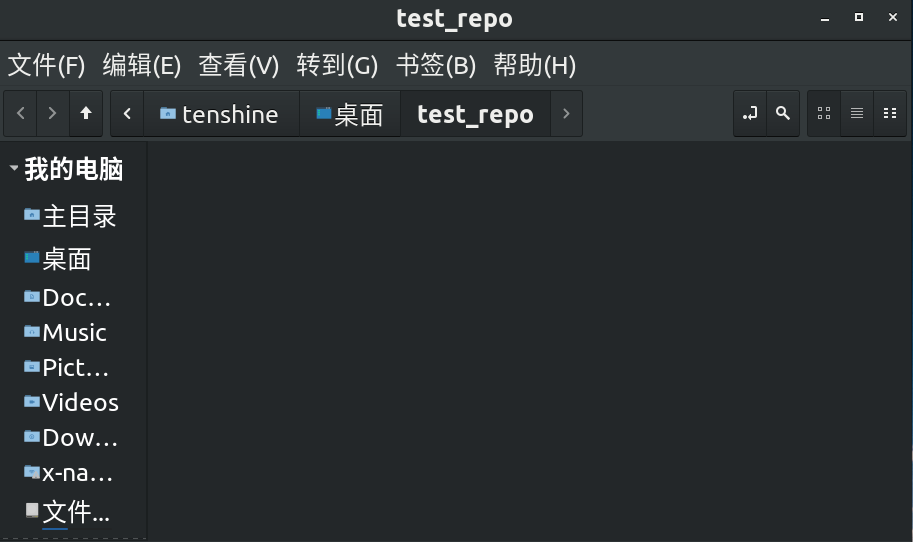 test_repo
文件(F) 编辑(E) 查看(V) 转到(G) 书签(B) 帮助(H)
tenshine 桌面 test_repo
我的电脑
主目录
桌面
Doc...
Music
Pict...
Videos
Dow...
x-na...
文件...